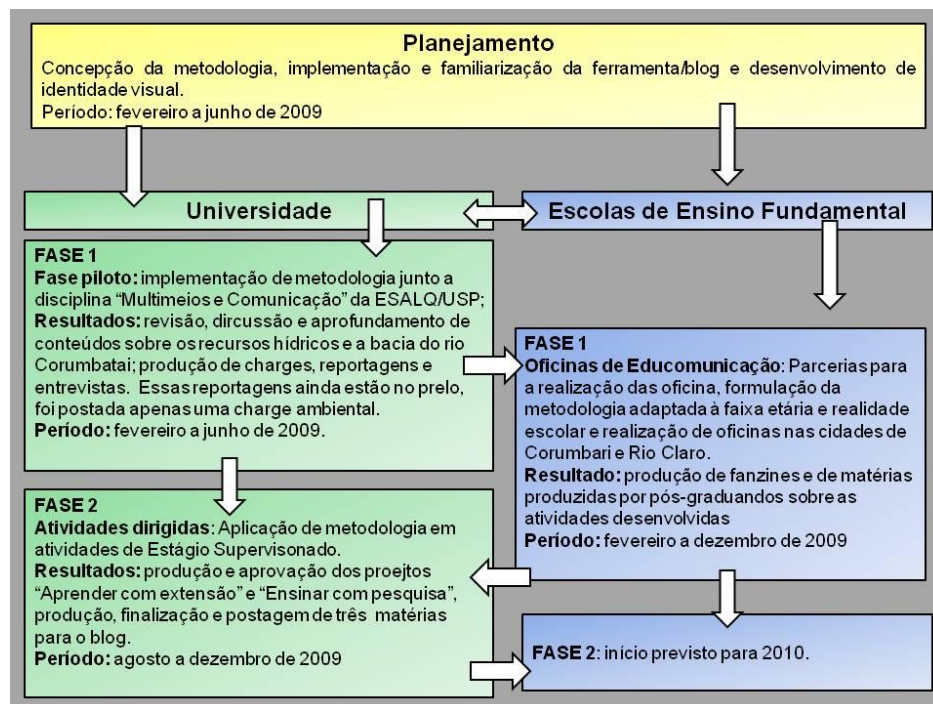 Planejamento
Concepção da metodologia, implementação e familiarização da ferramenta/blog e desenvolvimento de
identidade visual.
Período: fevereiro a junho de 2009
Universidade
Escolas de Ensino Fundamental
FASE 1
Fase piloto: implementação de metodologia junto a
disciplina “Multimeios e Comunicação” da ESALQ/USP;
Resultados: revisão, dircussão e aprofundamento de
conteúdos sobre os recursos hídricos e a bacia do rio
Corumbatai; produção de charges, reportagens e
entrevistas. Essas reportagens ainda estão no prelo,
foi postada apenas uma charge ambiental.
Período: fevereiro a junho de 2009.
FASE 1
Oficinas de Educomunicação: Parcerias para
a realização das oficina, formulação da
metodologia adaptada à faixa etária e realidade
escolar e realização de oficinas nas cidades de
Corumbari e Rio Claro.
Resultado: produção de fanzines e de matérias
produzidas por pós-graduandos sobre as
atividades desenvolvidas
Período: fevereiro a dezembro de 2009
FASE 2
Atividades dirigidas: Aplicação de metodologia em
atividades de Estágio Supervisonado.
Resultados: produção e aprovação dos proejtos
“Aprender com extensão” e “Ensinar com pesquisa”,
produção, finalização e postagem de três matérias
para o blog.
Período: agosto a dezembro de 2009
FASE 2: início previsto para 2010.